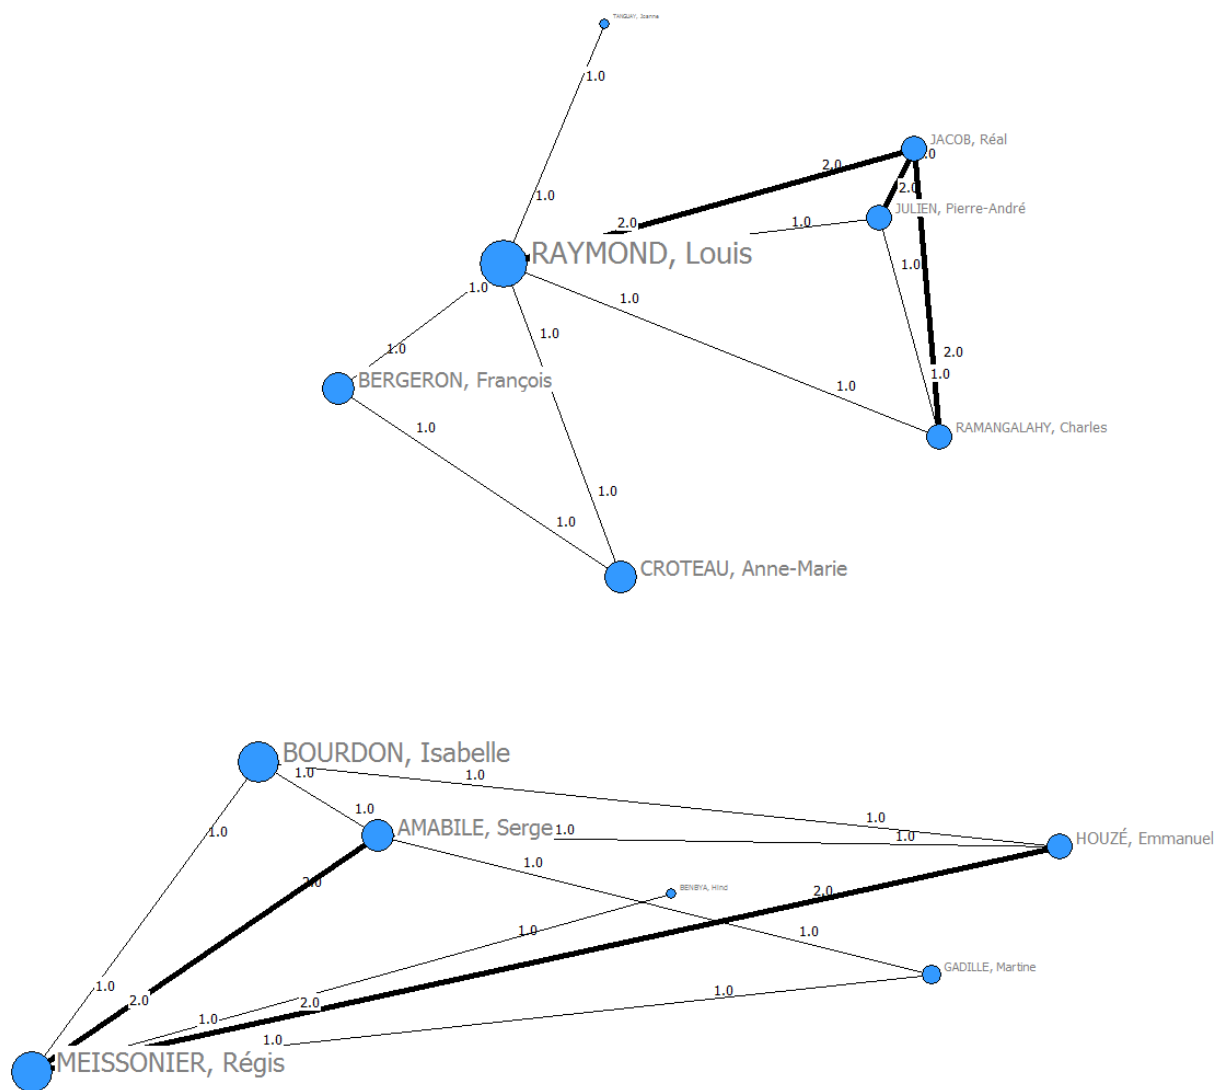 TANGUAY, Joanne
1.0
JACOB, Réal
2.0
.0
2.0
1.0
JULIEN, Pierre-André
2.0
1.0
RAYMOND, Louis
1.0
1.0
1.0
1.0
1.0
2.0
1.0
BERGERON, François
1.0
1.0
1.0
RAMANGALAHY, Charles
1.0
1.0
CROTEAU, Anne-Marie
BOURDON, Isabelle
1.0
1.0
1.0
1.0
1.0
AMABILE, Serge
1.0
1.0
HOUZÉ, Emmanuel
1.0
2.0
BENBYA, Hind
2.0
1.0
1.0
GADILLE, Martine
1.0
2.0
2.0
1.0
1.0
1.0
MEISSONIER, Régis